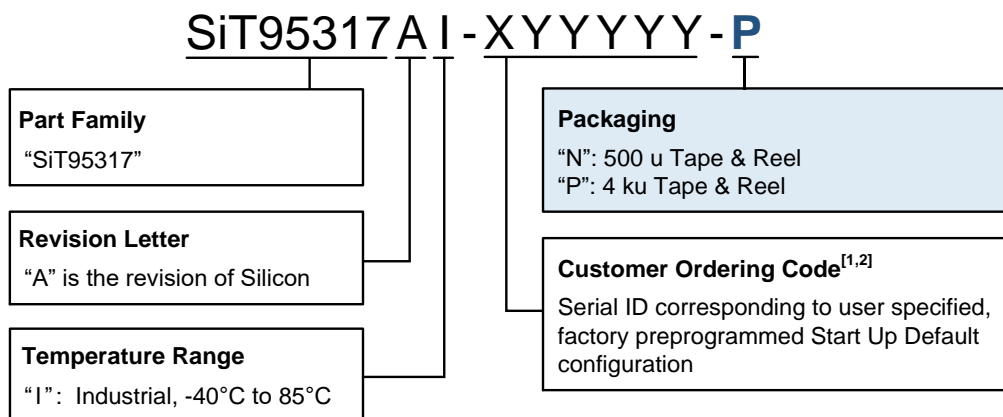 SiT95317AI-XYYYYY-P
Part Family
“SiT95317”
Revision Letter
“A” is the revision of Silicon
Temperature Range
“I”: Industrial, -40°C to 85°C
Packaging
“N”: 500 u Tape & Reel
“P”: 4 ku Tape & Reel
Customer Ordering Code[1,2]
Serial ID corresponding to user specified,
factory preprogrammed Start Up Default
configuration